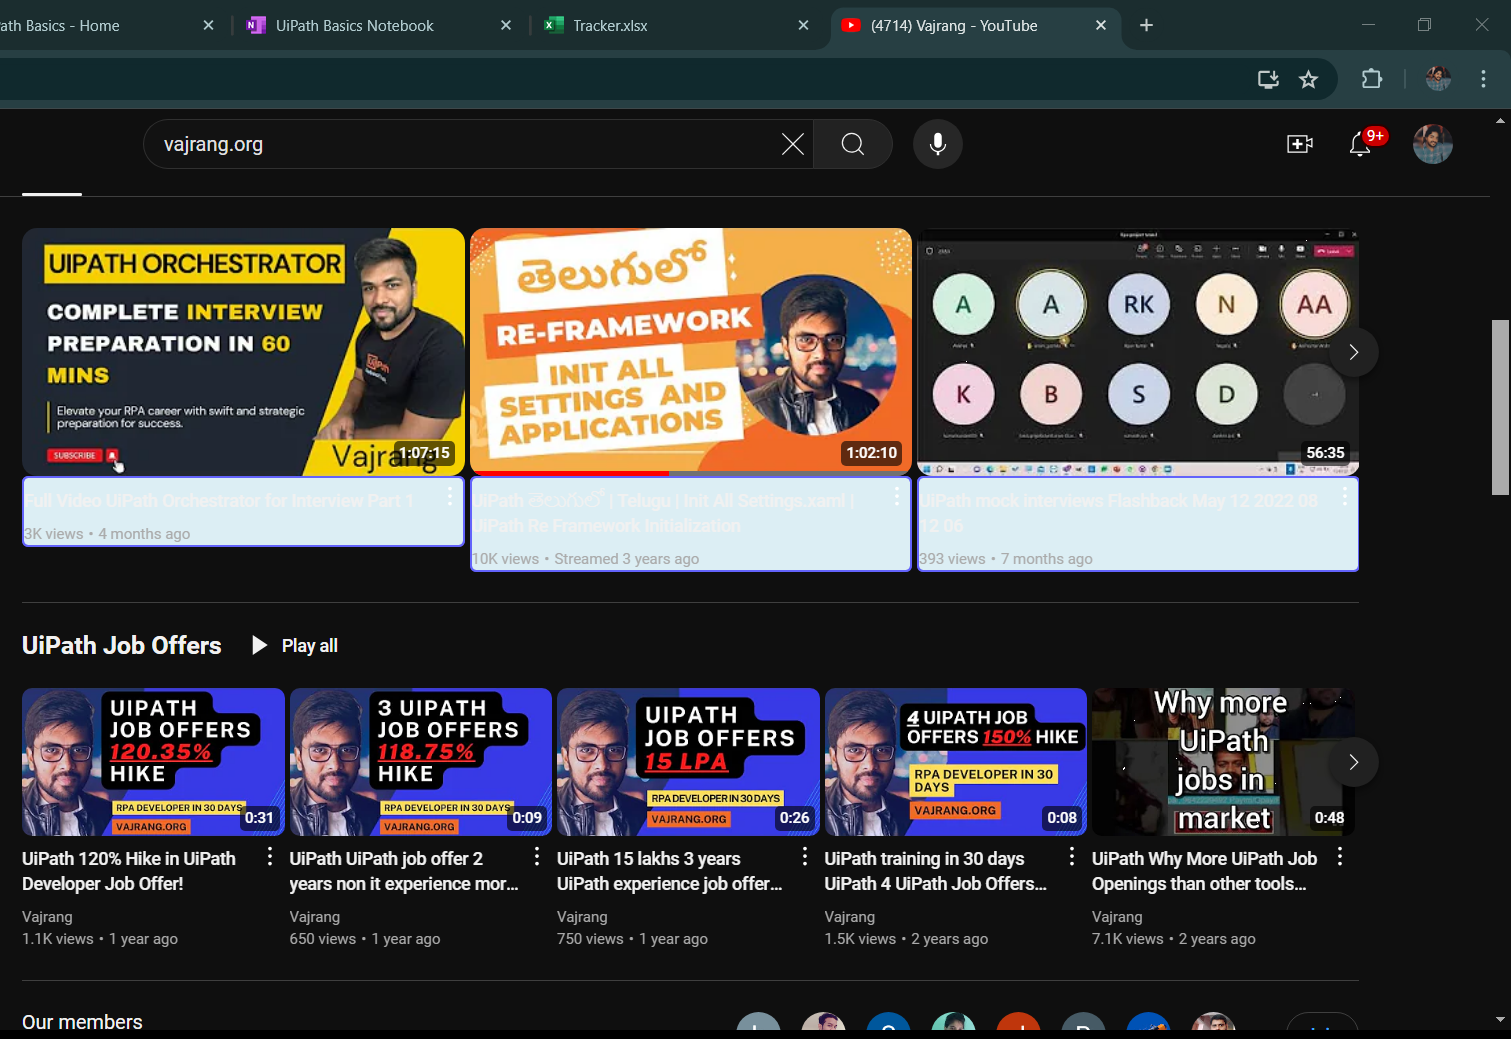 ath Basics - Home
UiPath Basics Notebook
Tracker.xlsx
(4714) Vajrang - YouTube
vajrang.org
9+
UIPATH ORCHESTRATOR
COMPLETE INTERVIEW
PREPARATION IN 60
MINS
Elevate your RPA career with swift and strategic
preparation for success.
SUBSCRIBE
Vajrang
1:07:15
తెలుగులో
RE-FRAMEWORK
INIT ALL
SETTINGS AND
APPLICATIONS
1:02:10
A
A
RK
N
AA
K
B
S
D
56:35
Full Video UiPath Orchestrator for Interview Part 1
3K views • 4 months ago
UiPath తెలుగులో | Telugu | Init All Settings.xaml |
UiPath Re Framework Initialization
10K views • Streamed 3 years ago
UiPath mock interviews Flashback May 12 2022 08
12 06
393 views • 7 months ago
UiPath Job Offers
Play all
UIPATH
JOB OFFERS
120.35%
HIKE
RPA DEVELOPER IN 30 DAYS
VAJRANG.ORG
0:31
3 UIPATH
JOB OFFERS
118.75%
HIKE
RPA DEVELOPER IN 30 DAYS
VAJRANG.ORG
0:09
UIPATH
JOB OFFERS
15 LPA
RPA DEVELOPER IN 30 DAYS
VAJRANG.ORG
0:26
4 UIPATH JOB
OFFERS 150% HIKE
RPA DEVELOPER IN 30
DAYS
VAJRANG.ORG
0:08
Why more
UiPath
jobs in
market
0:48
UiPath 120% Hike in UiPath
Developer Job Offer!
Vajrang
1.1K views • 1 year ago
UiPath UiPath job offer 2
years non it experience mor...
Vajrang
650 views • 1 year ago
UiPath 15 lakhs 3 years
UiPath experience job offer...
Vajrang
750 views • 1 year ago
UiPath training in 30 days
UiPath 4 UiPath Job Offers...
Vajrang
1.5K views • 2 years ago
UiPath Why More UiPath Job
Openings than other tools...
Vajrang
7.1K views • 2 years ago
Our members